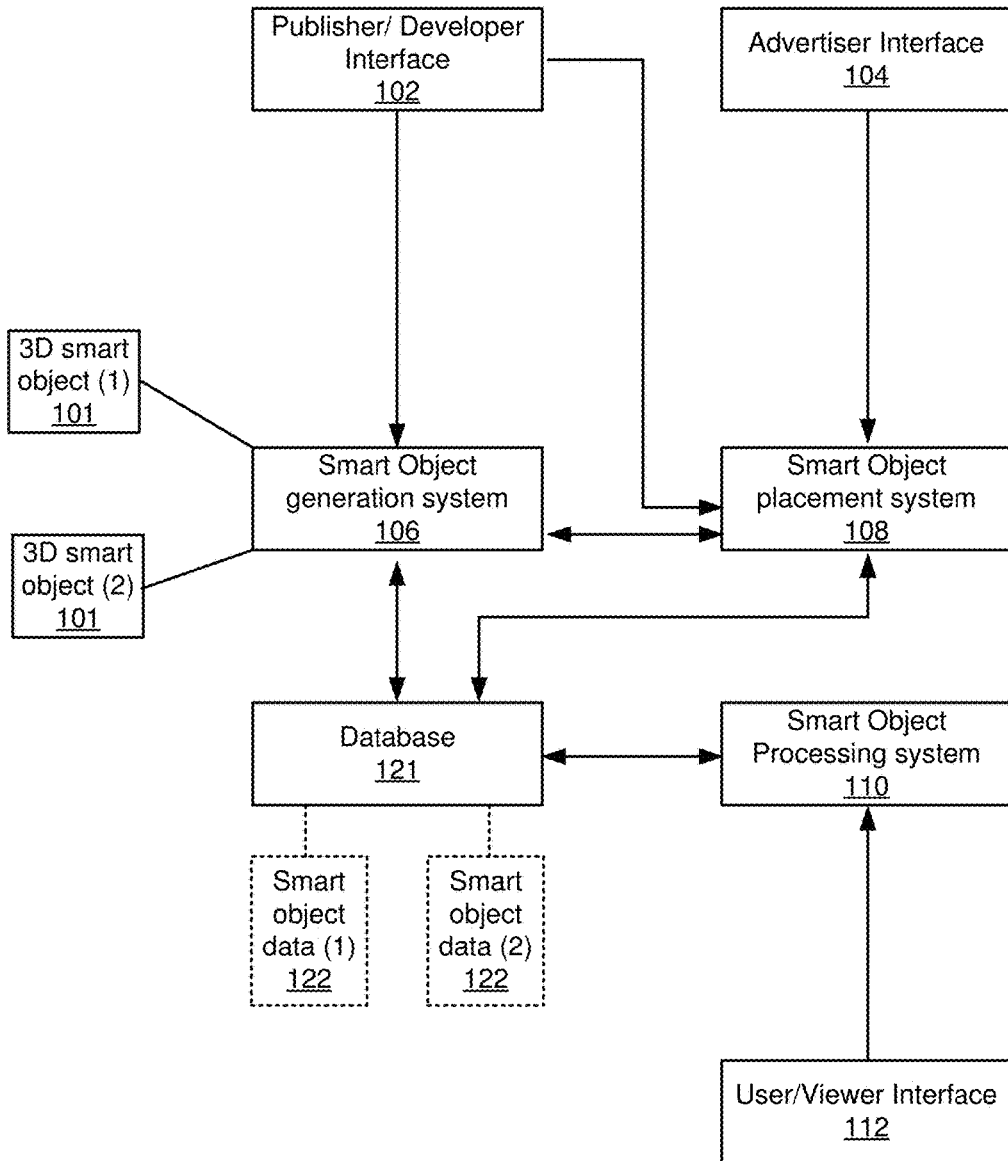 Publisher/ Developer
Interface
102
Advertiser Interface
104
3D smart
object (1)
101
Smart Object
generation system
106
Smart Object
placement system
108
3D smart
object (2)
101
Database
121
Smart Object
Processing system
110
Smart
object
data (1)
122
Smart
object
data (2)
122
User/Viewer Interface
112